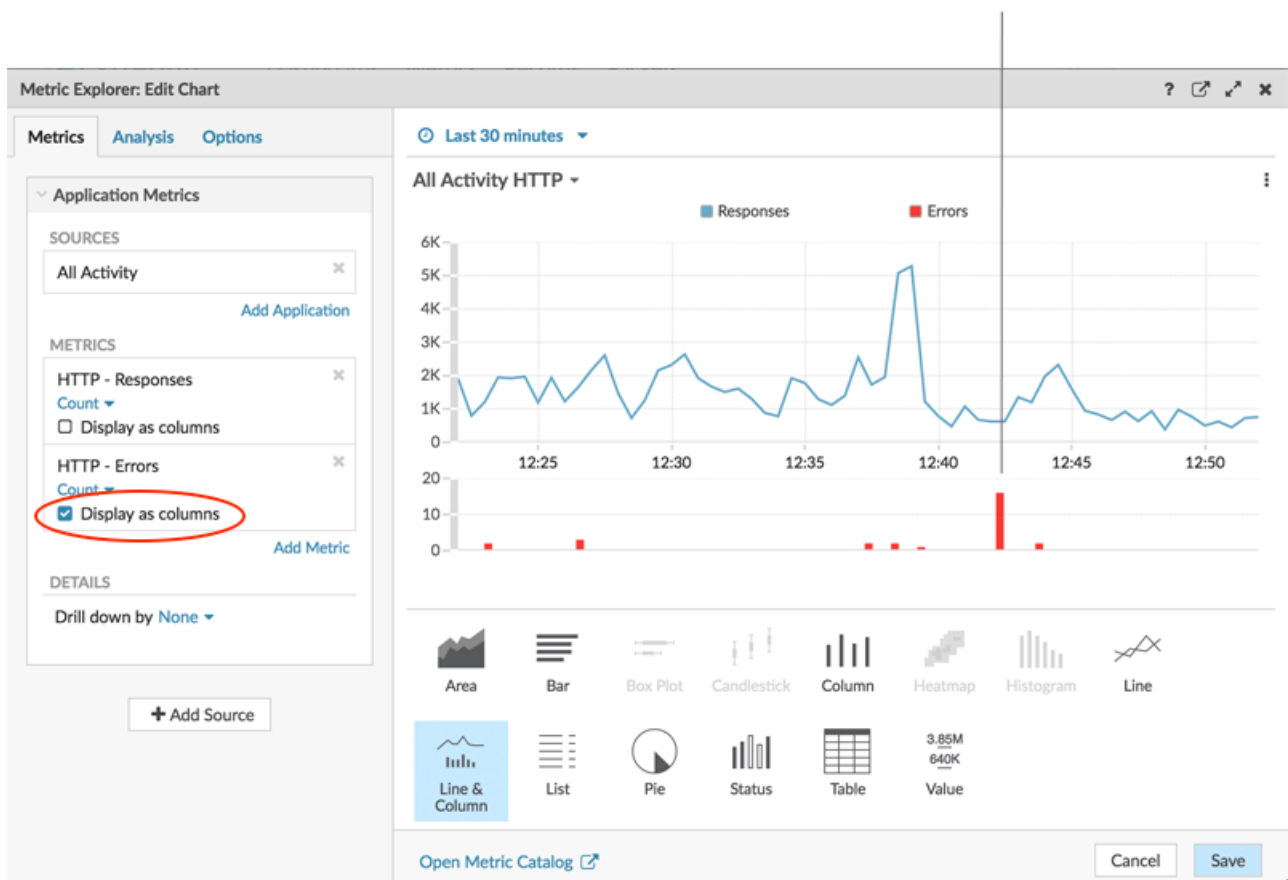 Metric Explorer: Edit Chart
?
Metrics Analysis Options
Last 30 minutes
Application Metrics
SOURCES
All Activity
Add Application
METRICS
HTTP - Responses
Count
Display as columns
HTTP - Errors
Count
Display as columns
Add Metric
DETAILS
Drill down by None
+ Add Source
All Activity HTTP
Responses Errors
6K
5K
4K
3K
2K
1K
0
12:25 12:30 12:35 12:40 12:45 12:50
20
10
0
Area Bar Box Plot Candlestick Column Heatmap Histogram Line
3.85M
640K
Line & Column List Pie Status Table Value
Open Metric Catalog
Cancel Save